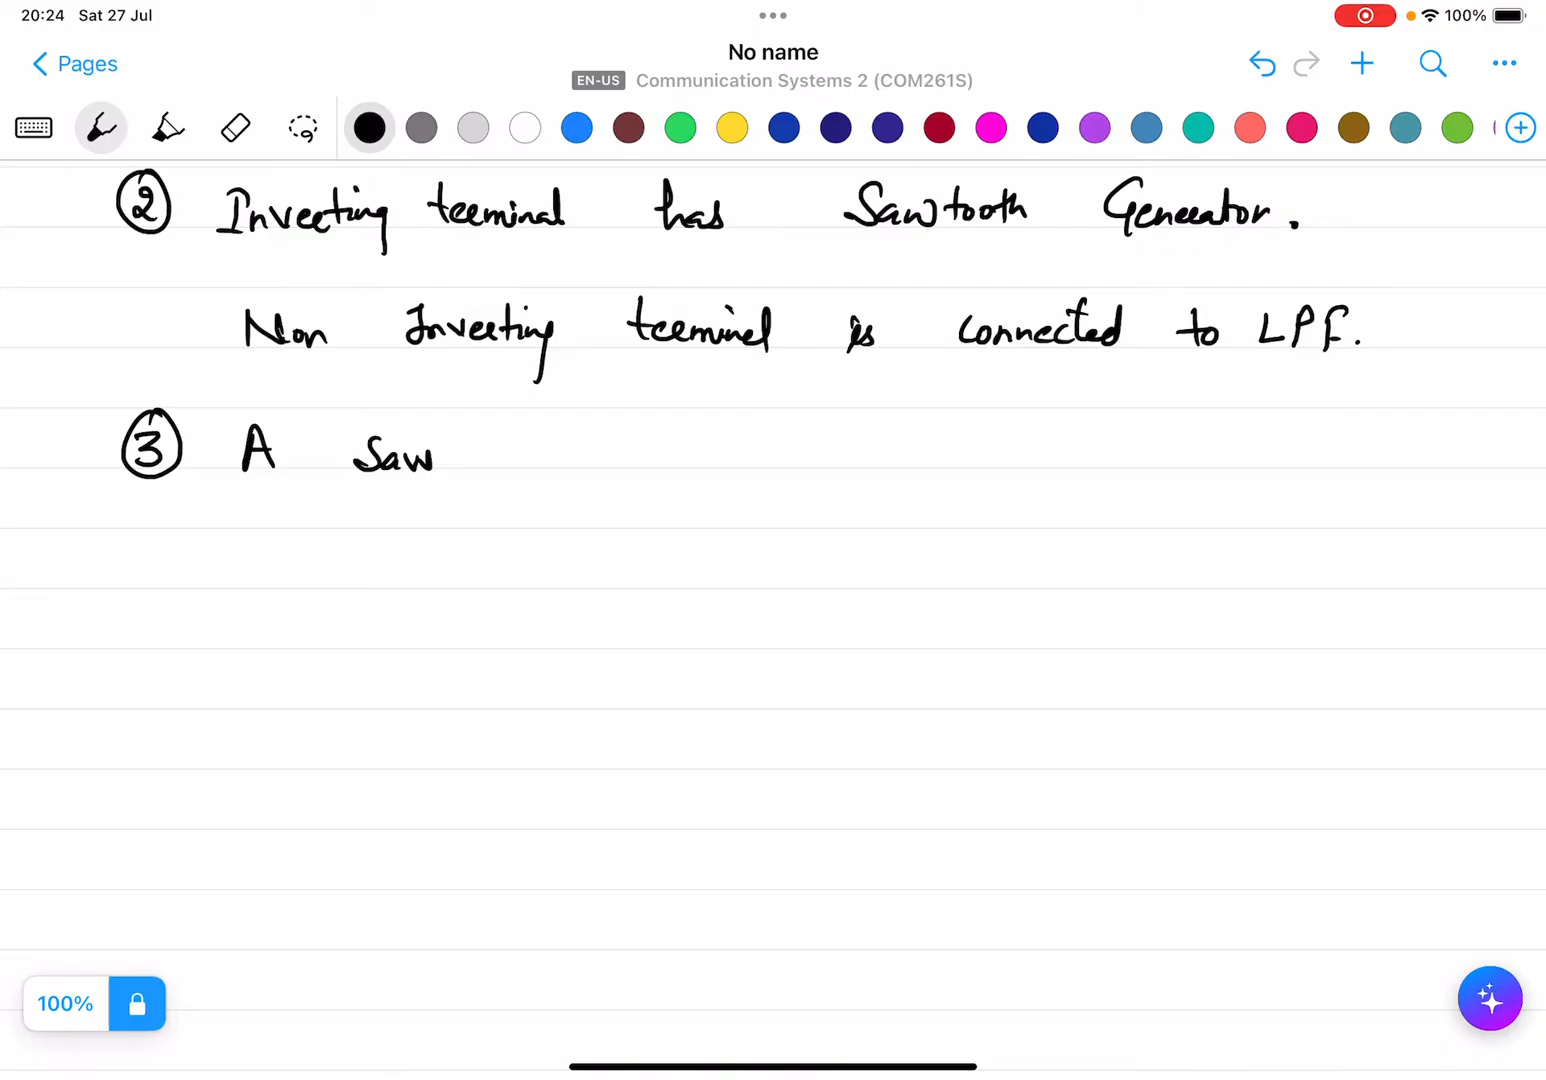 20:24 Sat 27 Jul
100%
Pages
No name
EN-US Communication Systems 2 (COM261S)
② Inverting terminal has Sawtooth Generator.
Non Inverting terminal is connected to LPF.
③ A Saw
100%